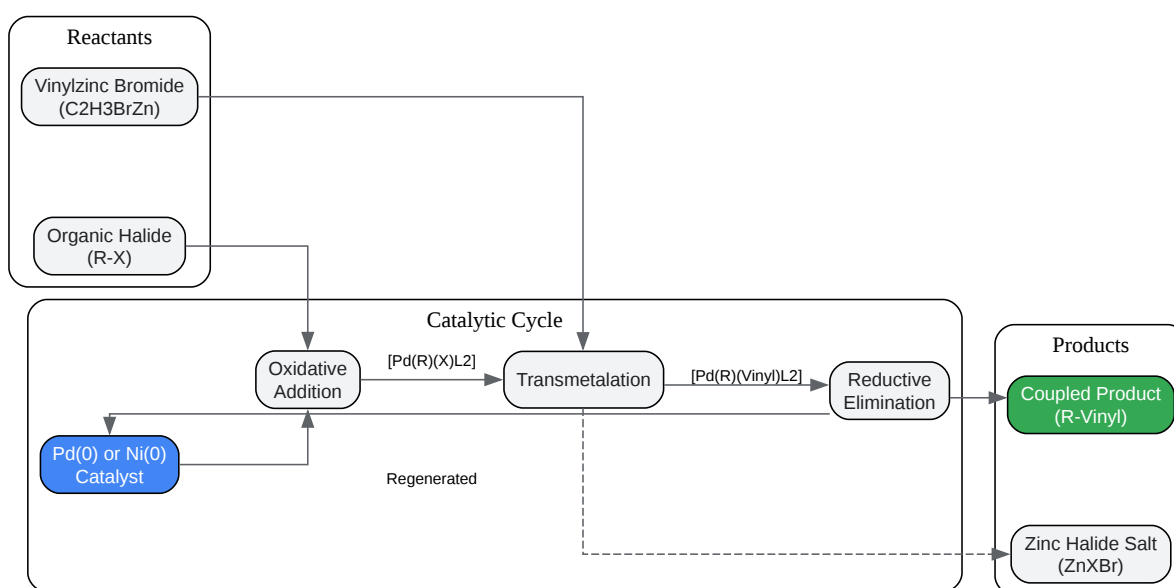 Reactants
Vinylzinc Bromide
(C2H3BrZn)
Organic Halide
(R-X)
Catalytic Cycle
Oxidative
Addition
[Pd(R)(X)L2]
Transmetalation
[Pd(R)(Vinyl)L2]
Reductive
Elimination
Pd(0) or Ni(0)
Catalyst
Regenerated
Products
Coupled Product
(R-Vinyl)
Zinc Halide Salt
(ZnXBr)